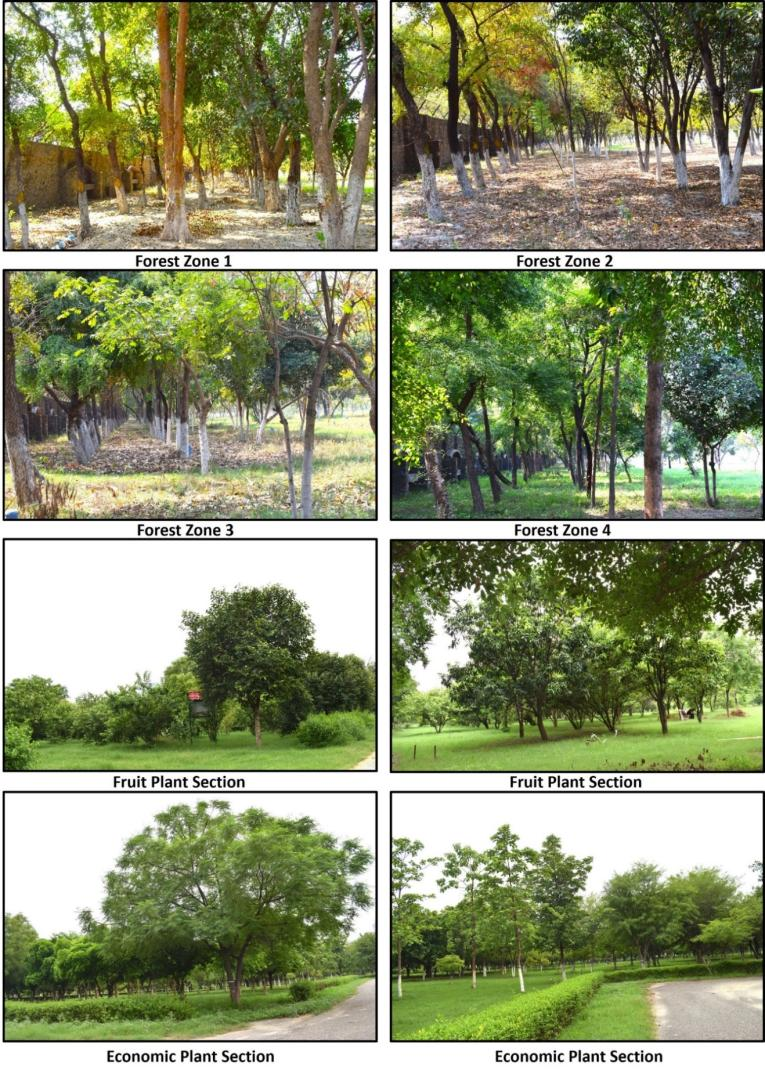 Forest Zone 1
Forest Zone 2
Forest Zone 3
Forest Zone 4
Fruit Plant Section
Fruit Plant Section
Economic Plant Section
Economic Plant Section